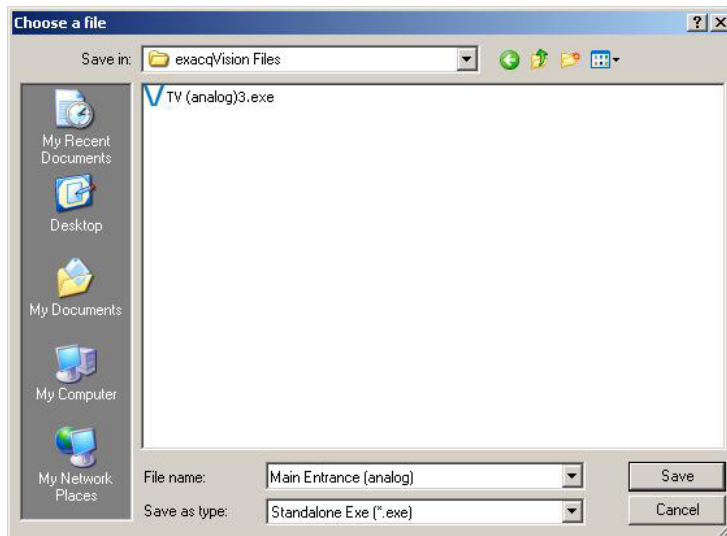 Choose a file
Save in:
exacqVision Files
TV (analog)3.exe
My Recent
Documents
Desktop
My Documents
My Computer
My Network
Places
File name:
Main Entrance (analog)
Save
Save as type:
Standalone Exe (*.exe)
Cancel